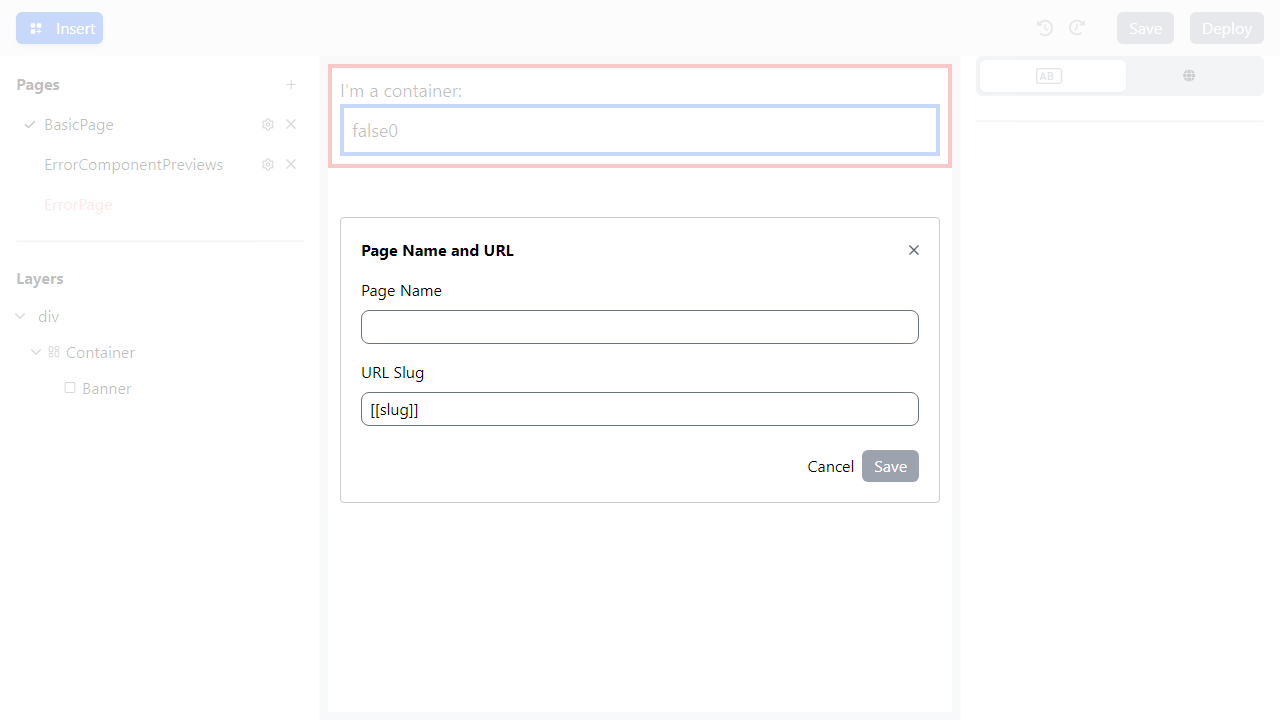 Insert
Save
Deploy
Pages
BasicPage
ErrorComponentPreviews
ErrorPage
Layers
div
Container
Banner
I'm a container:
false0
AB
Page Name and URL
Page Name
URL Slug
[[slug]]
Cancel
Save